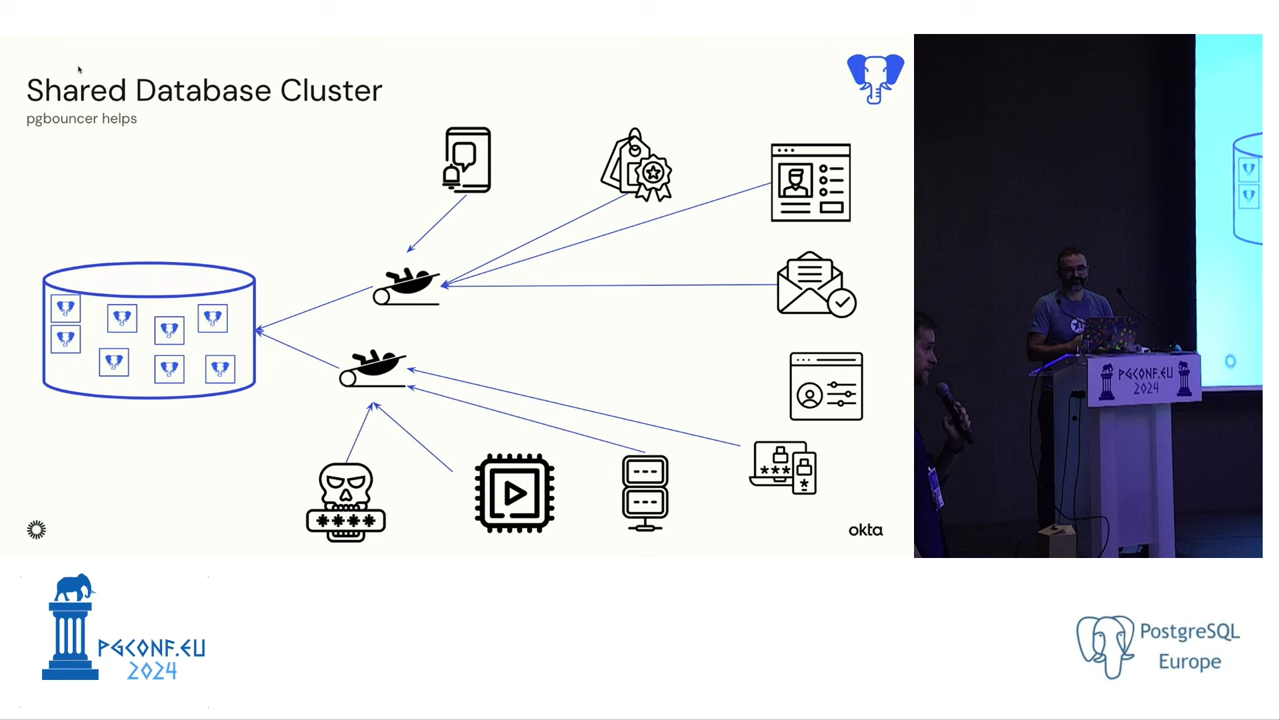 Shared Database Cluster
pgbouncer helps
****
***
*
okta
PGCONF.EU
2024
PGCONF.EU
2024
PostgreSQL
Europe